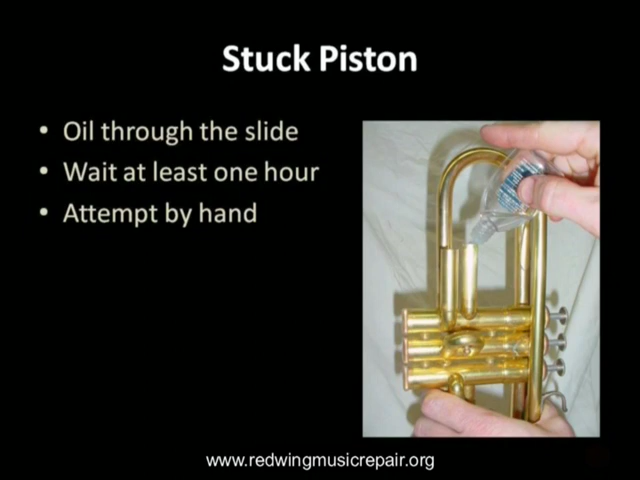 Stuck Piston
• Oil through the slide
• Wait at least one hour
• Attempt by hand
www.redwingmusicrepair.org